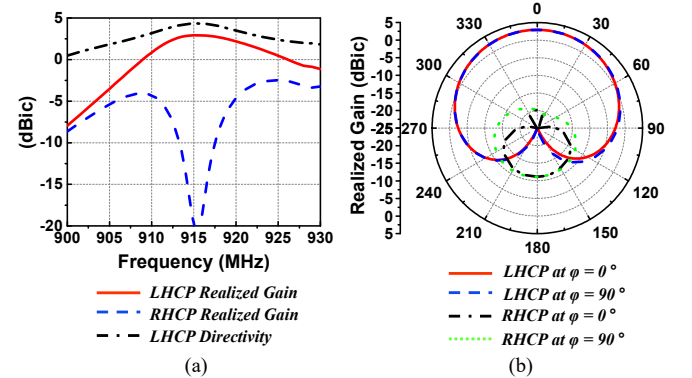 (a)
5
0
-5
-10
-15
-20
(dBic)
900 905 910 915 920 925 930
Frequency (MHz)
LHCP Realized Gain
RHCP Realized Gain
LHCP Directivity
(a)
(b)
Realized Gain (dBic)
5
0
-5
-10
-15
-20
-25
-20
-15
-10
-5
0
5
0
30
60
90
120
150
180
210
240
270
300
330
LHCP at φ = 0°
LHCP at φ = 90°
RHCP at φ = 0°
RHCP at φ = 90°
(b)